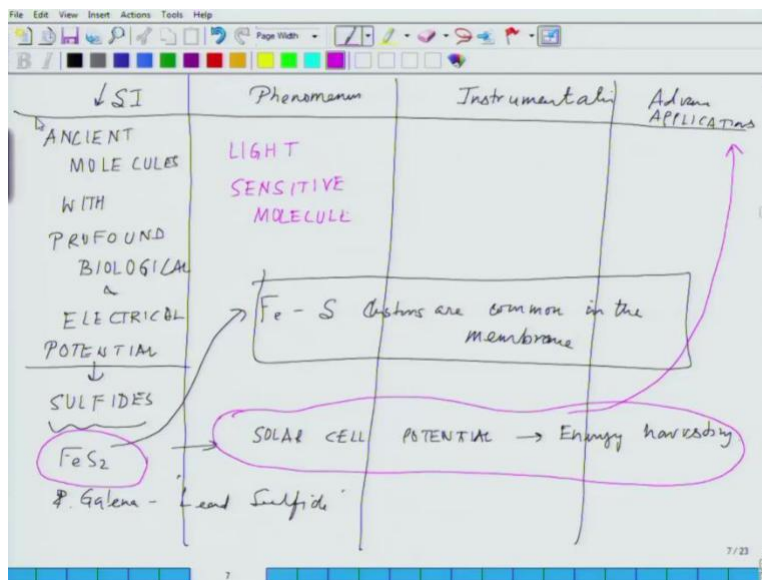 File Edit View Insert Actions Tools Help
Page Width
B I
↓ SI Phenomenon Instrumentati Advan
APPLICATIONS
ANCIENT
MOLECULES
WITH
PROFOUND
BIOLOGICAL
&
ELECTRICAL
POTENTIAL
LIGHT
SENSITIVE
MOLECULE
Fe - S clusters are common in the
membrane
↓
SULFIDES
FeS2 → SOLAR CELL POTENTIAL → Energy harvesting
Galena - 'Lead Sulfide'
7/23
7